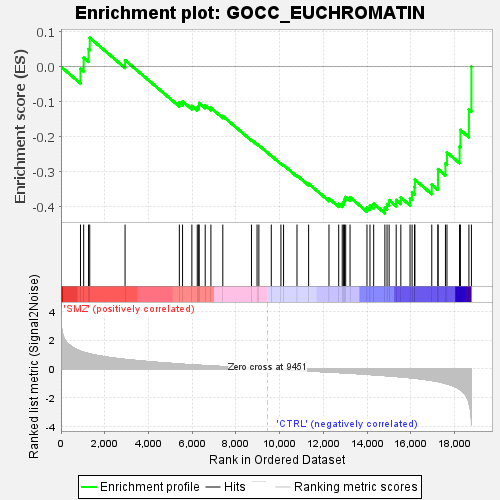 Enrichment plot: GOCC_EUCHROMATIN
Enrichment score (ES)
0.1
0.0
-0.1
-0.2
-0.3
-0.4
Ranked list metric (Signal2Noise)
'SMZ' (positively correlated)
4
2
0
-2
-4
Zero cross at 9451
'CTRL' (negatively correlated)
0
2,000
4,000
6,000
8,000
10,000
12,000
14,000
16,000
18,000
Rank in Ordered Dataset
Enrichment profile
Hits
Ranking metric scores